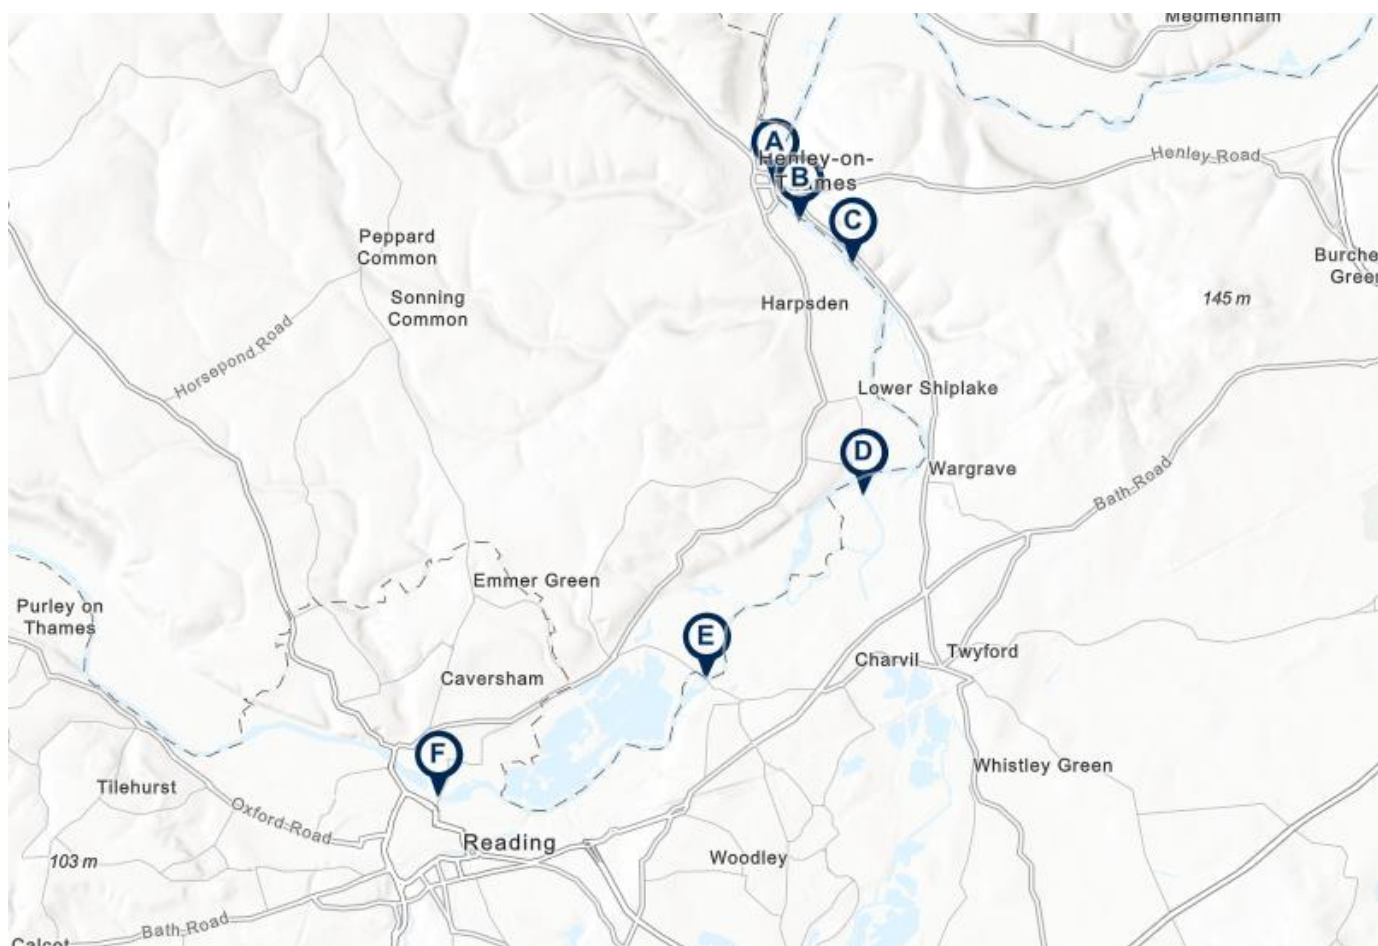 Medmenham
A
Henley-on-
Thames
B
Henley Road
C
Peppard
Common
Burche
Green
Sonning
Common
Harpsden
145 m
Horsepond Road
Lower Shiplake
D
Wargrave
Bath Road
Emmer Green
Purley on
Thames
E
Charvil
Twyford
Caversham
F
Whistley Green
Tilehurst
Oxford Road
Reading
103 m
Woodley
Bath Road
Calcot